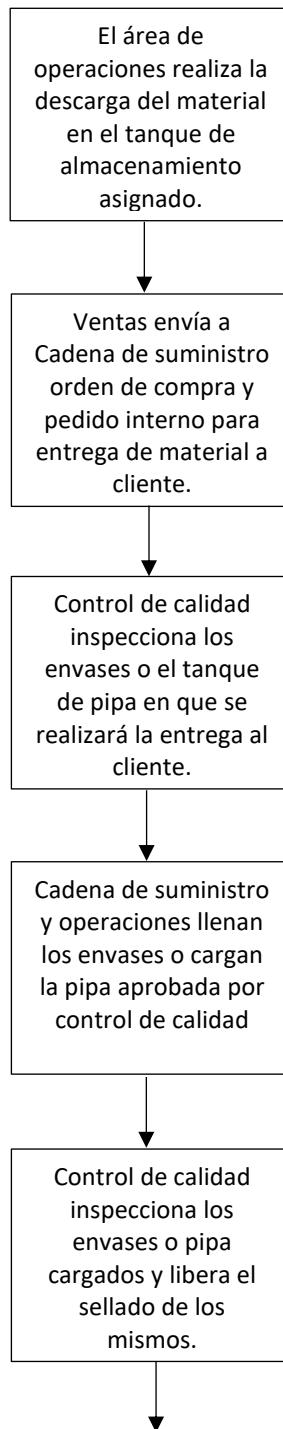 El área de
operaciones realiza la
descarga del material
en el tanque de
almacenamiento
asignado.
Ventas envía a
Cadena de suministro
orden de compra y
pedido interno para
entrega de material a
cliente.
Control de calidad
inspecciona los
envases o el tanque
de pipa en que se
realizará la entrega al
cliente.
Cadena de suministro
y operaciones llenan
los envases o cargan
la pipa aprobada por
control de calidad
Control de calidad
inspecciona los
envases o pipa
cargados y libera el
sellado de los
mismos.